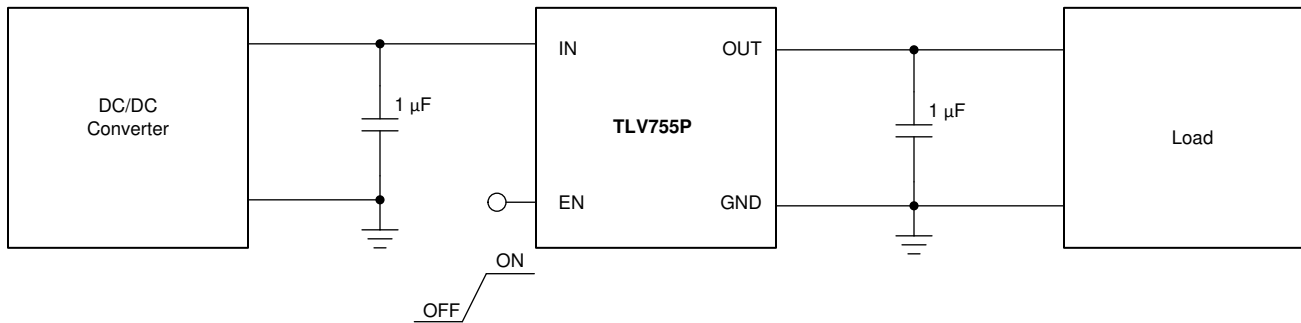 DC/DC
Converter
1 µF
IN
OUT
TLV755P
EN
GND
1 µF
Load
ON
OFF